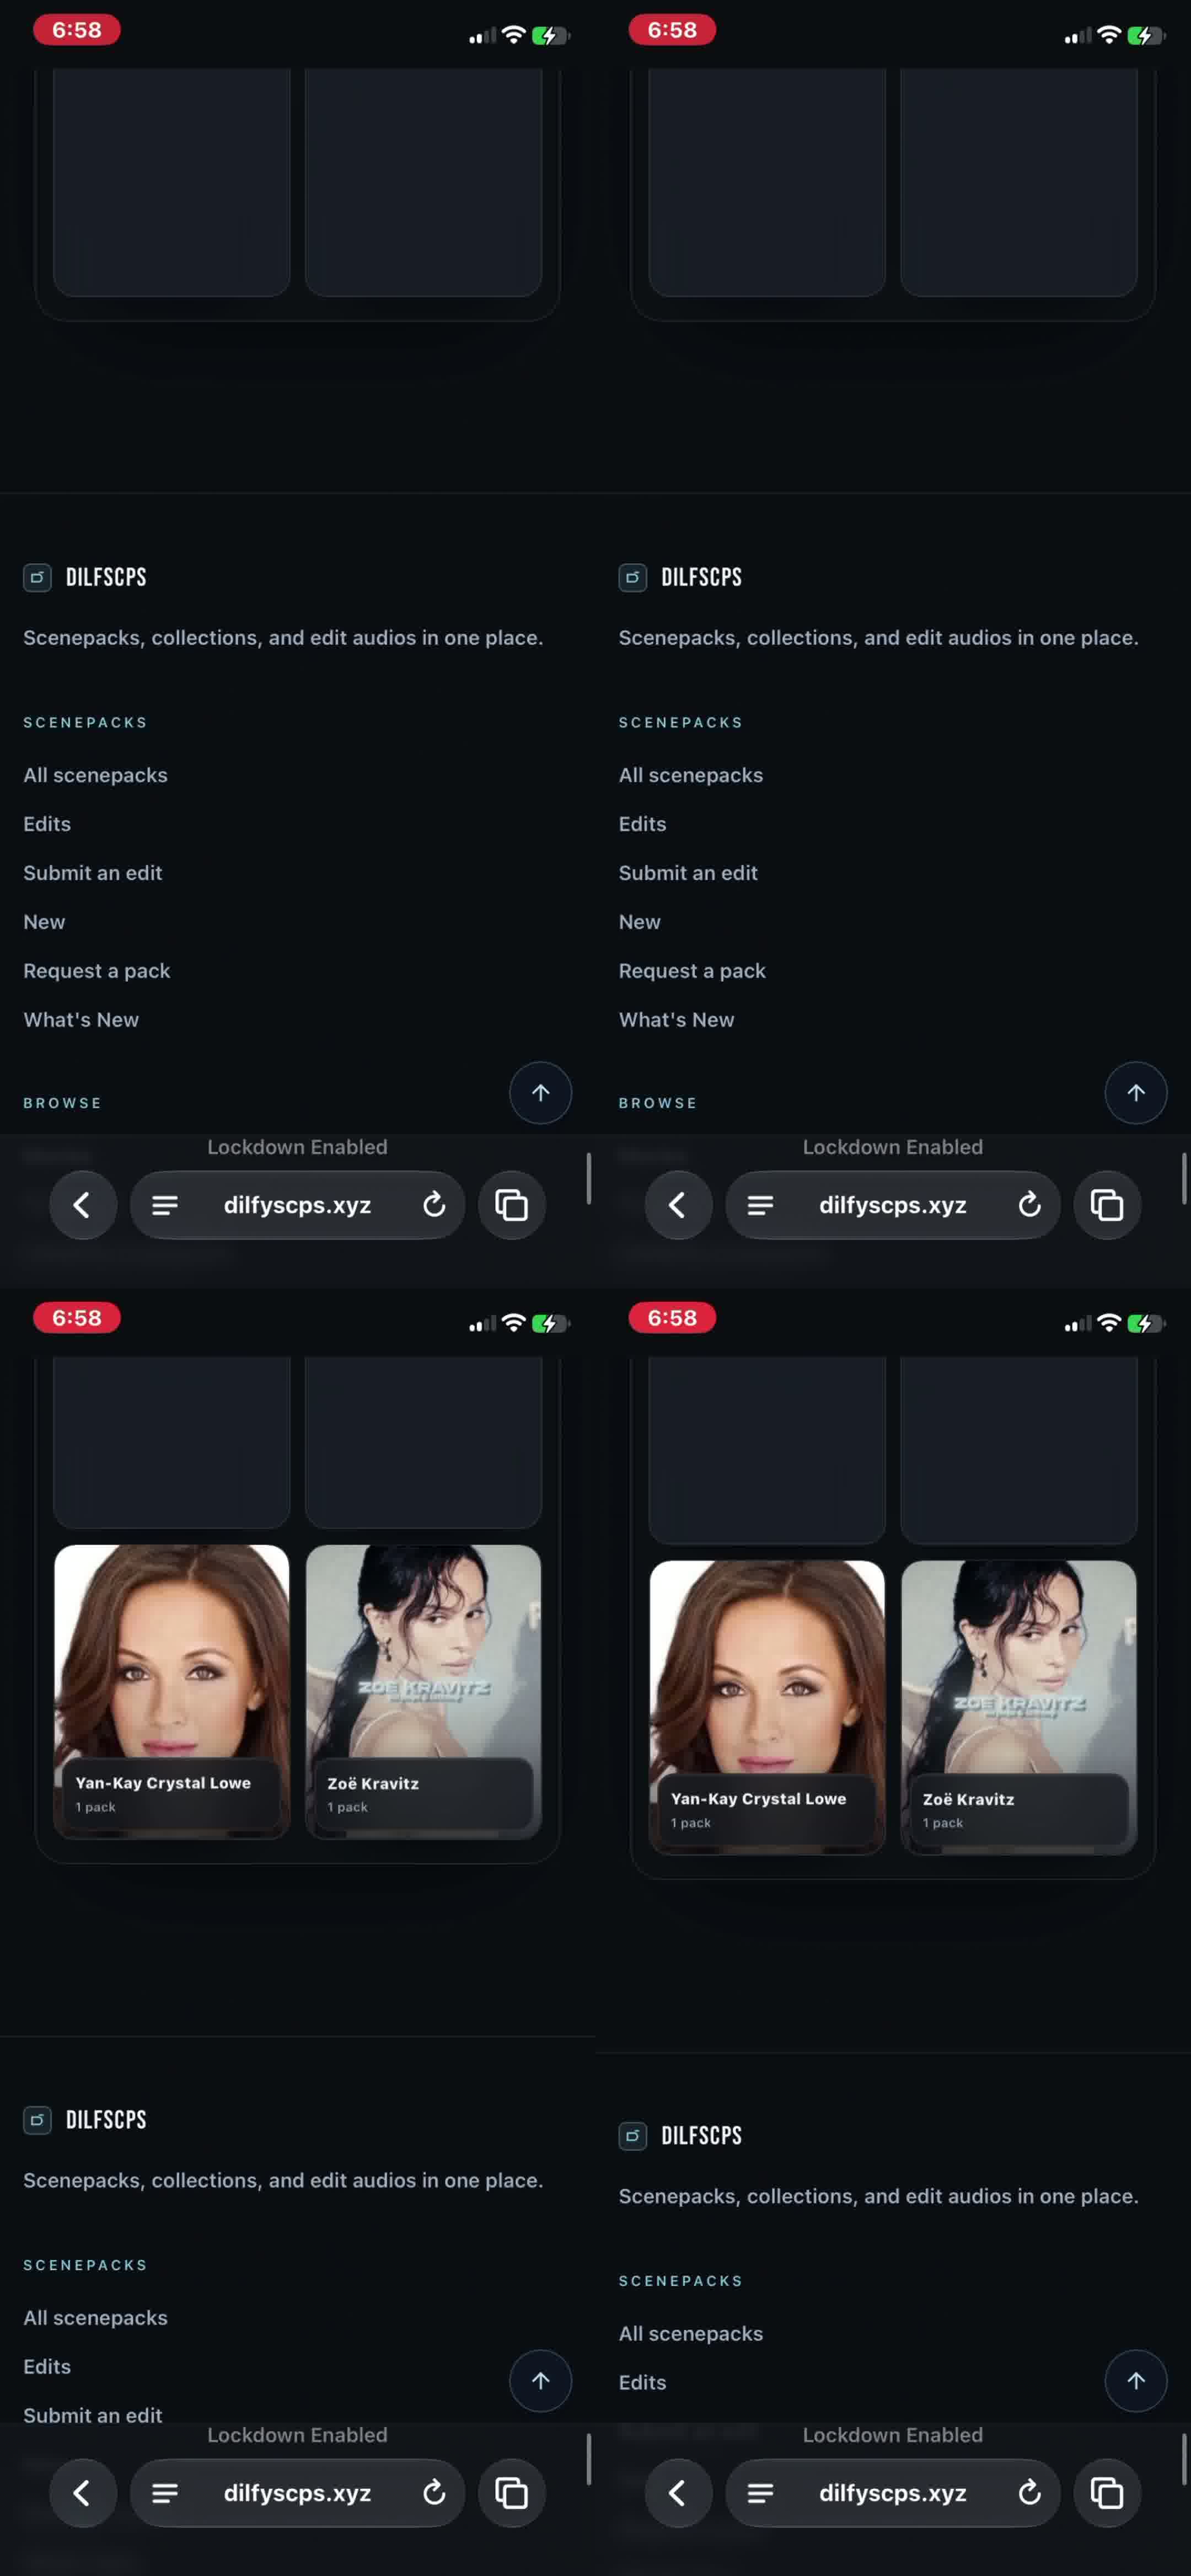 6:58
DILFSCPS
Scenepacks, collections, and edit audios in one place.
SCENEPACKS
All scenepacks
Edits
Submit an edit
New
Request a pack
What's New
BROWSE
Lockdown Enabled
dilfyscps.xyz
6:58
DILFSCPS
Scenepacks, collections, and edit audios in one place.
SCENEPACKS
All scenepacks
Edits
Submit an edit
New
Request a pack
What's New
BROWSE
Lockdown Enabled
dilfyscps.xyz
6:58
ZOË KRAVITZ
Yan-Kay Crystal Lowe
1 pack
Zoë Kravitz
1 pack
DILFSCPS
Scenepacks, collections, and edit audios in one place.
SCENEPACKS
All scenepacks
Edits
Submit an edit
Lockdown Enabled
dilfyscps.xyz
6:58
ZOË KRAVITZ
Yan-Kay Crystal Lowe
1 pack
Zoë Kravitz
1 pack
DILFSCPS
Scenepacks, collections, and edit audios in one place.
SCENEPACKS
All scenepacks
Edits
Lockdown Enabled
dilfyscps.xyz